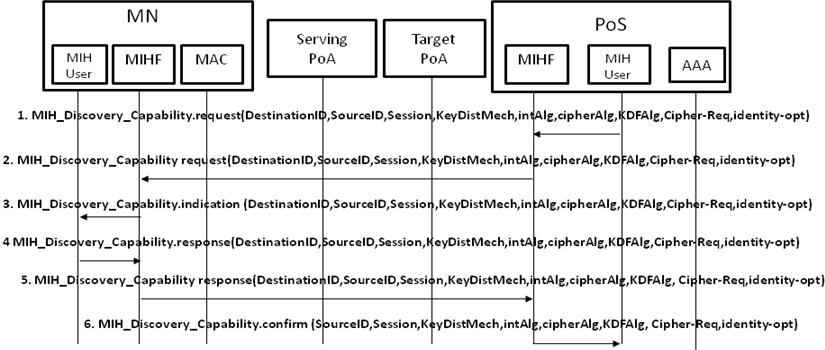 MN
PoS
Serving
PoA
Target
PoA
MIH
User
MIHF
MAC
MIHF
MIH
User
AAA
1. MIH_Discovery_Capability.request(DestinationID,SourceID,Session,KeyDistMech,intAlg,cipherAlg,KDFAlg,Cipher-Req,identity-opt)
2. MIH_Discovery_Capability request(DestinationID,SourceID,Session,KeyDistMech,intAlg,cipherAlg,KDFAlg,Cipher-Req,identity-opt)
3. MIH_Discovery_Capability.indication (DestinationID,SourceID,Session,KeyDistMech,intAlg,cipherAlg,KDFAlg,Cipher-Req,identity-opt)
4 MIH_Discovery_Capability.response(DestinationID,SourceID,Session,KeyDistMech,intAlg,cipherAlg,KDFAlg,Cipher-Req,identity-opt)
5. MIH_Discovery_Capability response(DestinationID,SourceID,Session,KeyDistMech,intAlg,cipherAlg,KDFAlg, Cipher-Req,identity-opt)
6. MIH_Discovery_Capability.confirm (SourceID,Session,KeyDistMech,intAlg,cipherAlg,KDFAlg, Cipher-Req,identity-opt)